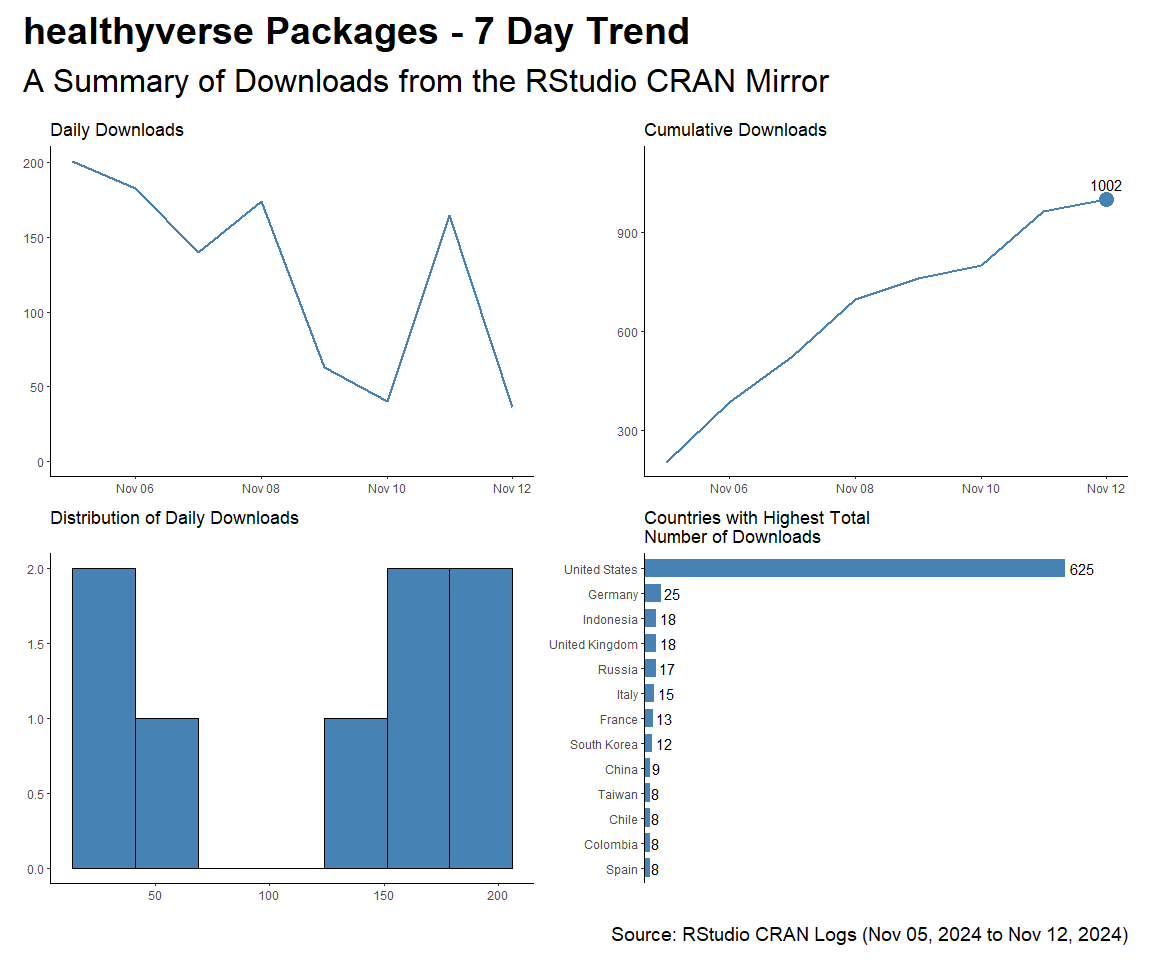 healthyverse Packages - 7 Day Trend
A Summary of Downloads from the RStudio CRAN Mirror
Daily Downloads
200
150
100
50
0
Nov 06
Nov 08
Nov 10
Nov 12
Cumulative Downloads
1002
900
600
300
Nov 06
Nov 08
Nov 10
Nov 12
Distribution of Daily Downloads
2.0
1.5
1.0
0.5
0.0
50
100
150
200
Countries with Highest Total
Number of Downloads
United States 625
Germany 25
Indonesia 18
United Kingdom 18
Russia 17
Italy 15
France 13
South Korea 12
China 9
Taiwan 8
Chile 8
Colombia 8
Spain 8
Source: RStudio CRAN Logs (Nov 05, 2024 to Nov 12, 2024)